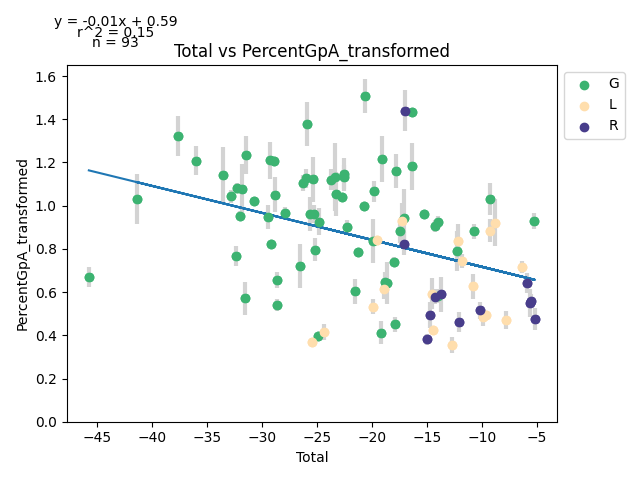 y = -0.01x + 0.59
r^2 = 0.15
n = 93
Total vs PercentGpA_transformed
1.6
1.4
1.2
1.0
0.8
0.6
0.4
0.2
0.0
PercentGpA_transformed
−45
−40
−35
−30
−25
−20
−15
−10
−5
Total
G
L
R